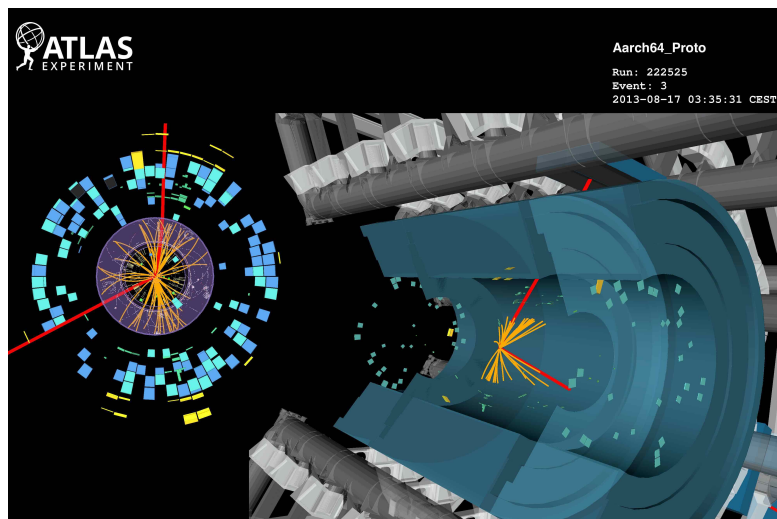 ATLAS
EXPERIMENT
Aarch64_Proto
Run: 222525
Event: 3
2013-08-17 03:35:31 CEST